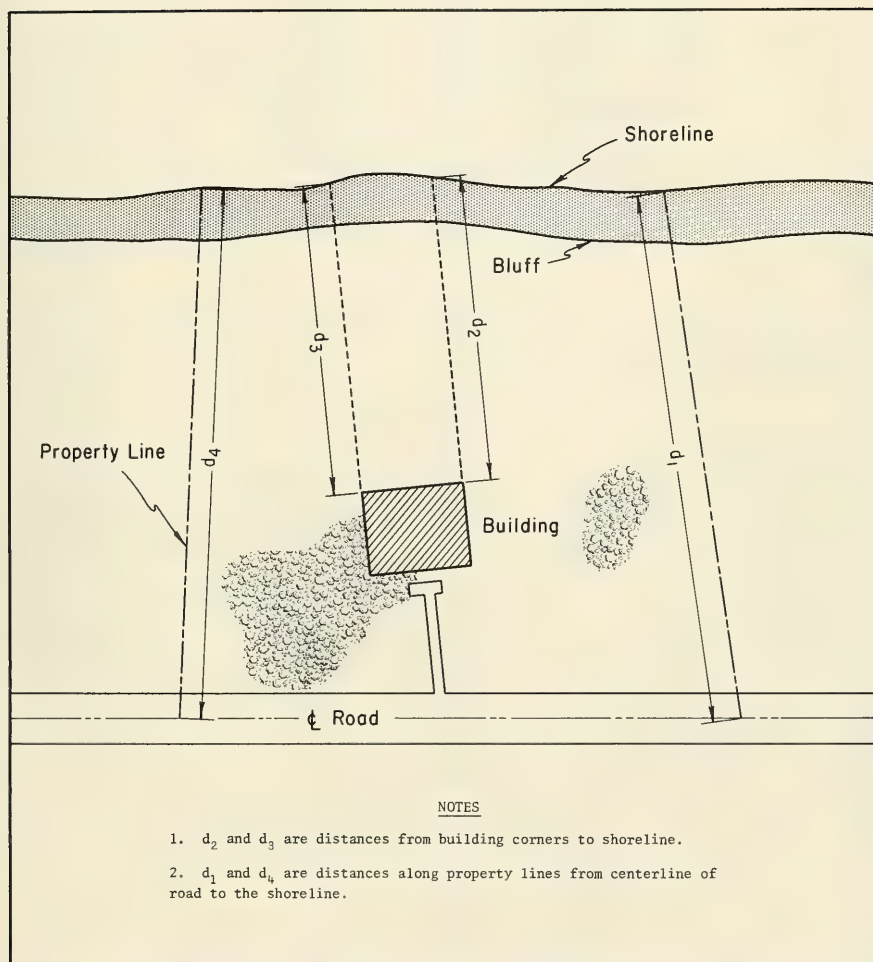 Shoreline
Bluff
d₃
d₂
Property Line
d₄
d₁
Building
℄ Road
NOTES
1. d₂ and d₃ are distances from building corners to shoreline.
2. d₁ and d₄ are distances along property lines from centerline of
road to the shoreline.